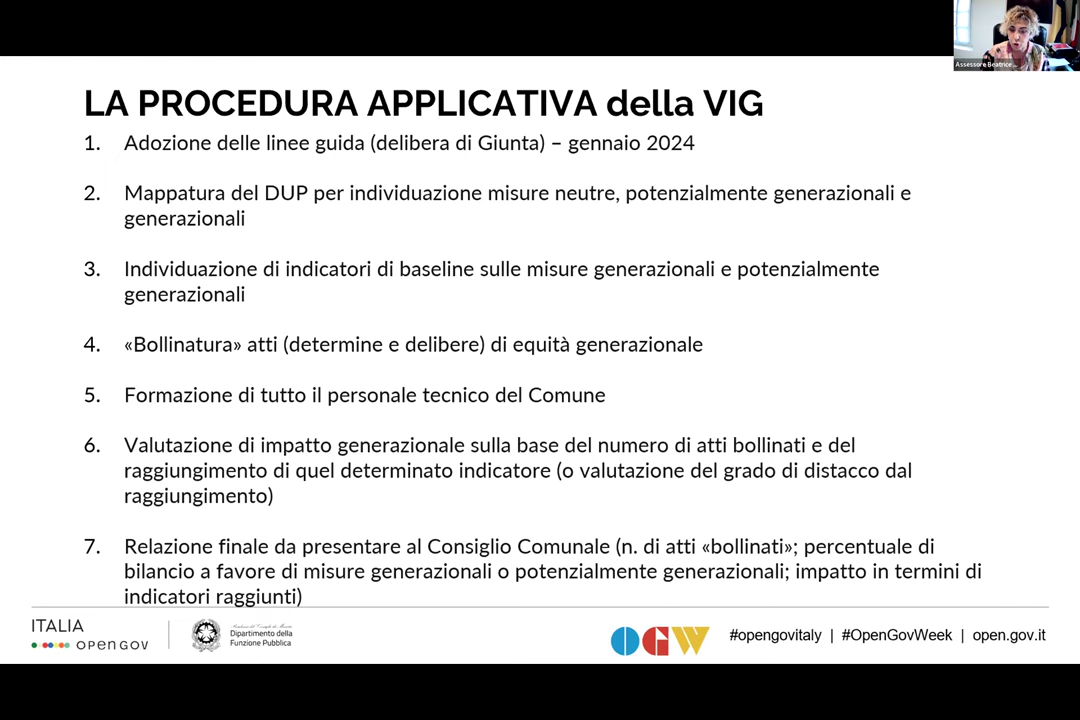 Assessore Beatrice ...
LA PROCEDURA APPLICATIVA della VIG
1. Adozione delle linee guida (delibera di Giunta) – gennaio 2024
2. Mappatura del DUP per individuazione misure neutre, potenzialmente generazionali e
generazionali
3. Individuazione di indicatori di baseline sulle misure generazionali e potenzialmente
generazionali
4. «Bollinatura» atti (determine e delibere) di equità generazionale
5. Formazione di tutto il personale tecnico del Comune
6. Valutazione di impatto generazionale sulla base del numero di atti bollinati e del
raggiungimento di quel determinato indicatore (o valutazione del grado di distacco dal
raggiungimento)
7. Relazione finale da presentare al Consiglio Comunale (n. di atti «bollinati»; percentuale di
bilancio a favore di misure generazionali o potenzialmente generazionali; impatto in termini di
indicatori raggiunti)
ITALIA
OPEN GOV
Dipartimento della
Funzione Pubblica
OGW
#opengovitaly | #OpenGovWeek | open.gov.it